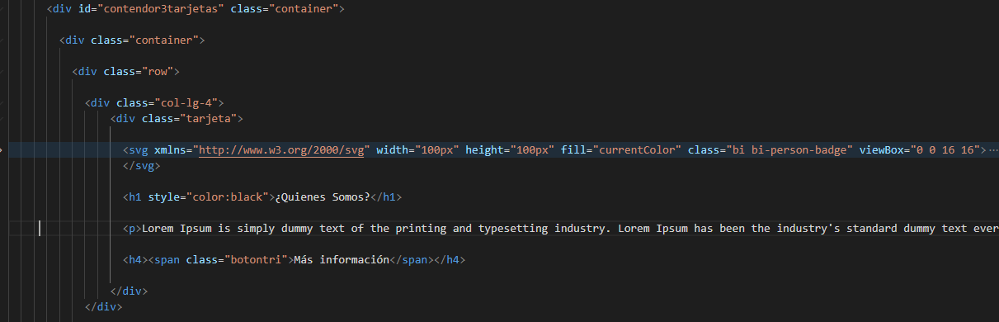 <div id="contendor3tarjetas" class="container">
<div class="container">
<div class="row">
<div class="col-lg-4">
<div class="tarjeta">
<svg xmlns="http://www.w3.org/2000/svg" width="100px" height="100px" fill="currentColor" class="bi bi-person-badge" viewBox="0 0 16 16">…
</svg>
<h1 style="color:black">¿Quienes Somos?</h1>
<p>Lorem Ipsum is simply dummy text of the printing and typesetting industry. Lorem Ipsum has been the industry's standard dummy text ever
<h4><span class="botontri">Más información</span></h4>
</div>
</div>